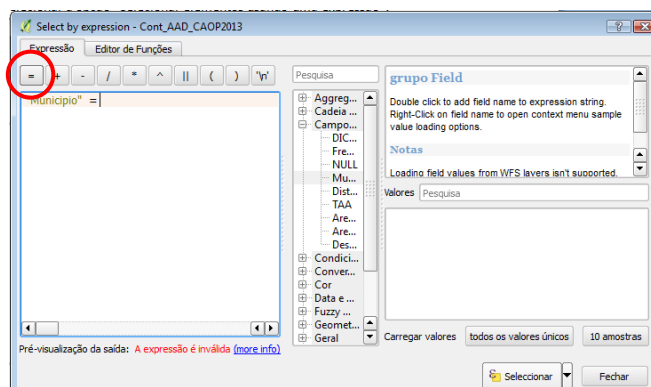 Select by expression - Cont_AAD_CAOP2013
Expressão Editor de Funções
= + - / * ^ || ( ) '\n'
"Municipio" =
Pesquisa
Aggreg...
Cadeia ...
Campo...
DIC...
Fre...
NULL
Mu...
Dist...
TAA
Are...
Are...
Des...
Condici...
Conver...
Cor
Data e ...
Fuzzy ...
Geomet...
Geral
grupo Field
Double click to add field name to expression string.
Right-Click on field name to open context menu sample
value loading options.
Notas
Loading field values from WFS layers isn't supported.
Valores Pesquisa
Carregar valores todos os valores únicos 10 amostras
Pré-visualização da saída: A expressão é inválida (more info)
Seleccionar Fechar